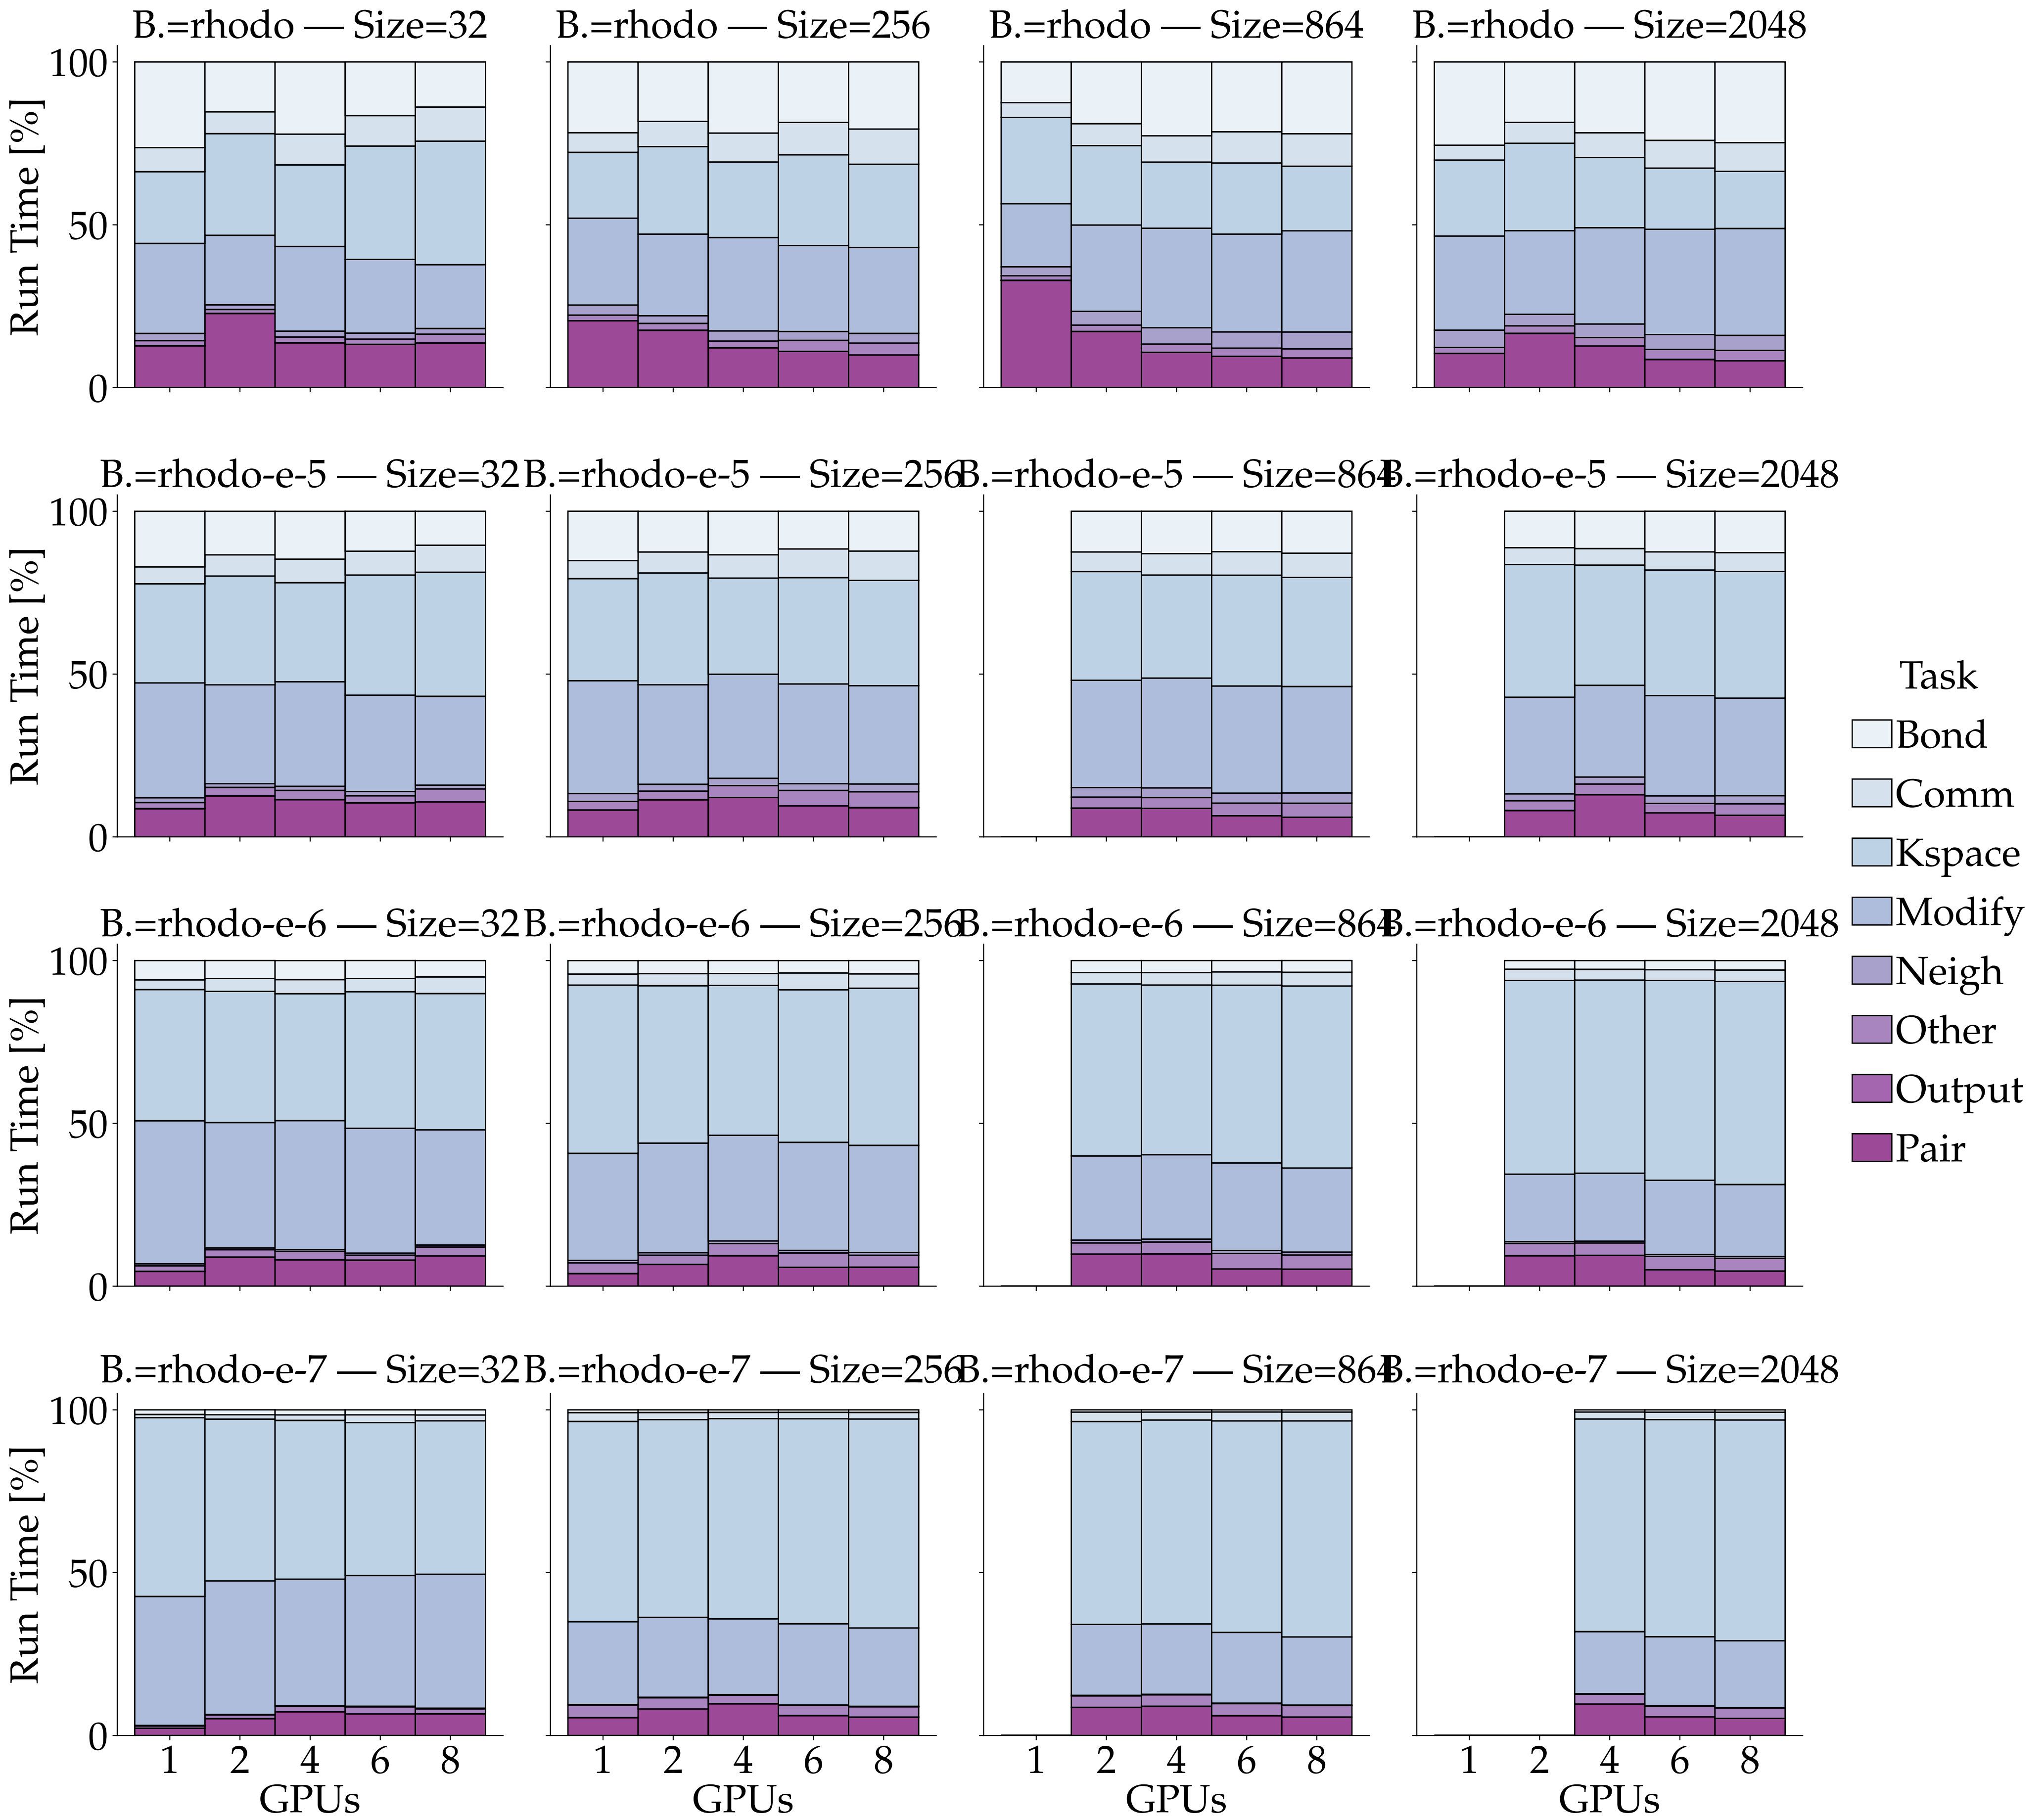 B.=rhodo — Size=32
B.=rhodo — Size=256
B.=rhodo — Size=864
B.=rhodo — Size=2048
Run Time [%]
100
50
0
B.=rhodo-e-5 — Size=32
B.=rhodo-e-5 — Size=256
B.=rhodo-e-5 — Size=864
B.=rhodo-e-5 — Size=2048
Run Time [%]
100
50
0
B.=rhodo-e-6 — Size=32
B.=rhodo-e-6 — Size=256
B.=rhodo-e-6 — Size=864
B.=rhodo-e-6 — Size=2048
Run Time [%]
100
50
0
B.=rhodo-e-7 — Size=32
B.=rhodo-e-7 — Size=256
B.=rhodo-e-7 — Size=864
B.=rhodo-e-7 — Size=2048
Run Time [%]
100
50
0
1 2 4 6 8
GPUs
1 2 4 6 8
GPUs
1 2 4 6 8
GPUs
1 2 4 6 8
GPUs
Task
Bond
Comm
Kspace
Modify
Neigh
Other
Output
Pair